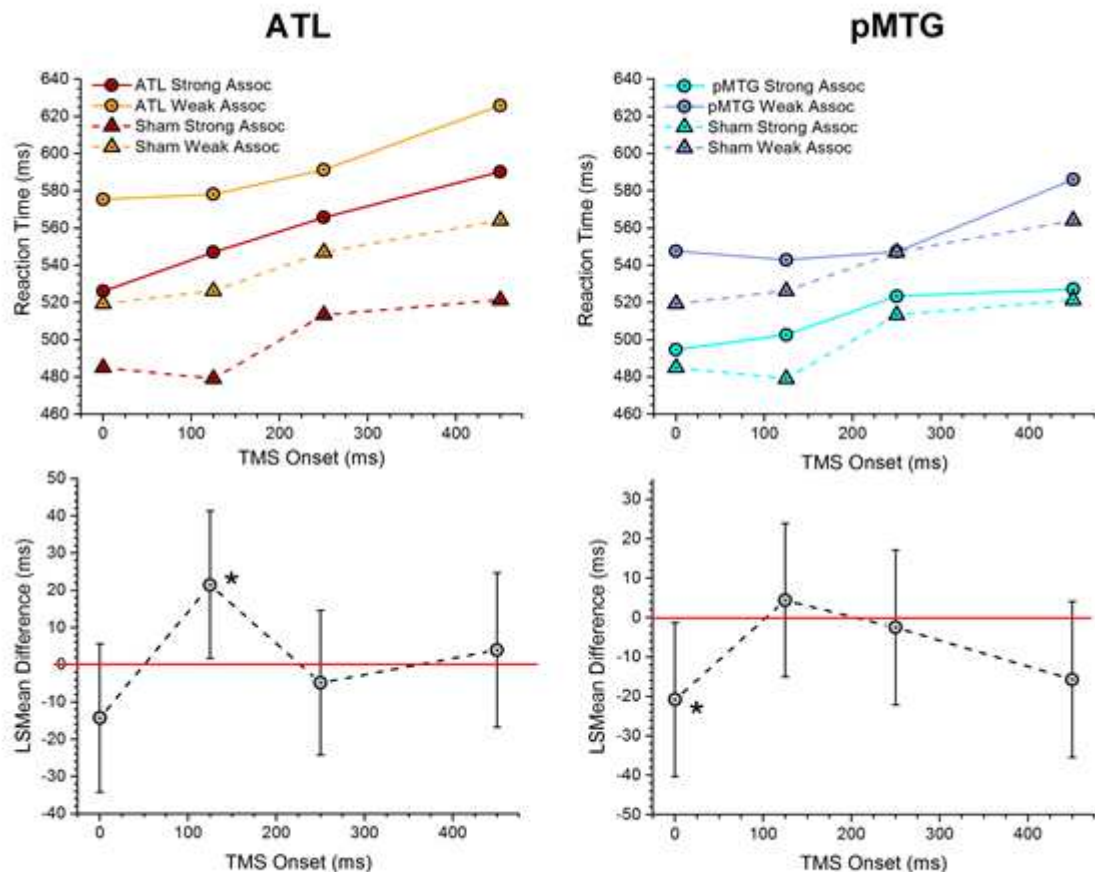 ATL
640
620
600
580
560
540
520
500
480
460
Reaction Time (ms)
ATL Strong Assoc
ATL Weak Assoc
Sham Strong Assoc
Sham Weak Assoc
0 100 200 300 400
TMS Onset (ms)
pMTG
640
620
600
580
560
540
520
500
480
460
Reaction Time (ms)
pMTG Strong Assoc
pMTG Weak Assoc
Sham Strong Assoc
Sham Weak Assoc
0 100 200 300 400
TMS Onset (ms)
50
40
30
20
10
0
-10
-20
-30
-40
LSMean Difference (ms)
*
0 100 200 300 400
TMS Onset (ms)
30
20
10
0
-10
-20
-30
-40
-50
LSMean Difference (ms)
*
0 100 200 300 400
TMS Onset (ms)